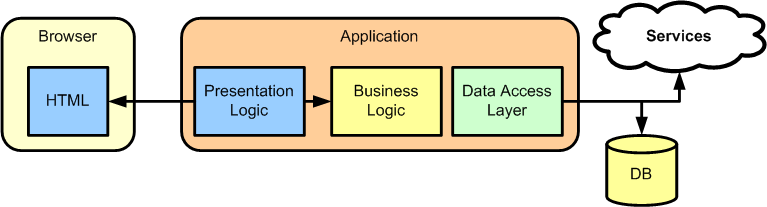 Browser
Application
Services
HTML
Presentation
Logic
Business
Logic
Data Access
Layer
DB